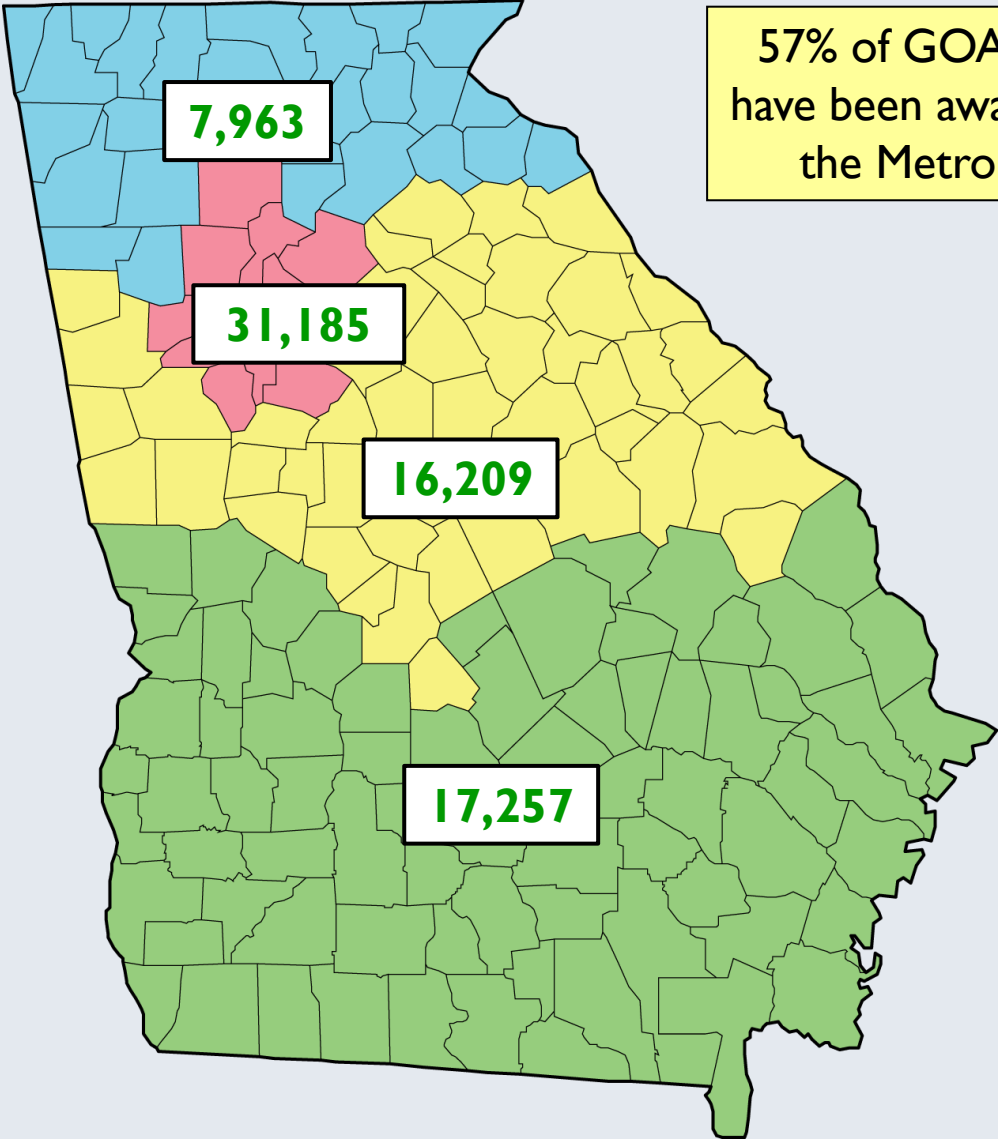 57% of GOA
have been awa
the Metro
7,963
31,185
16,209
17,257